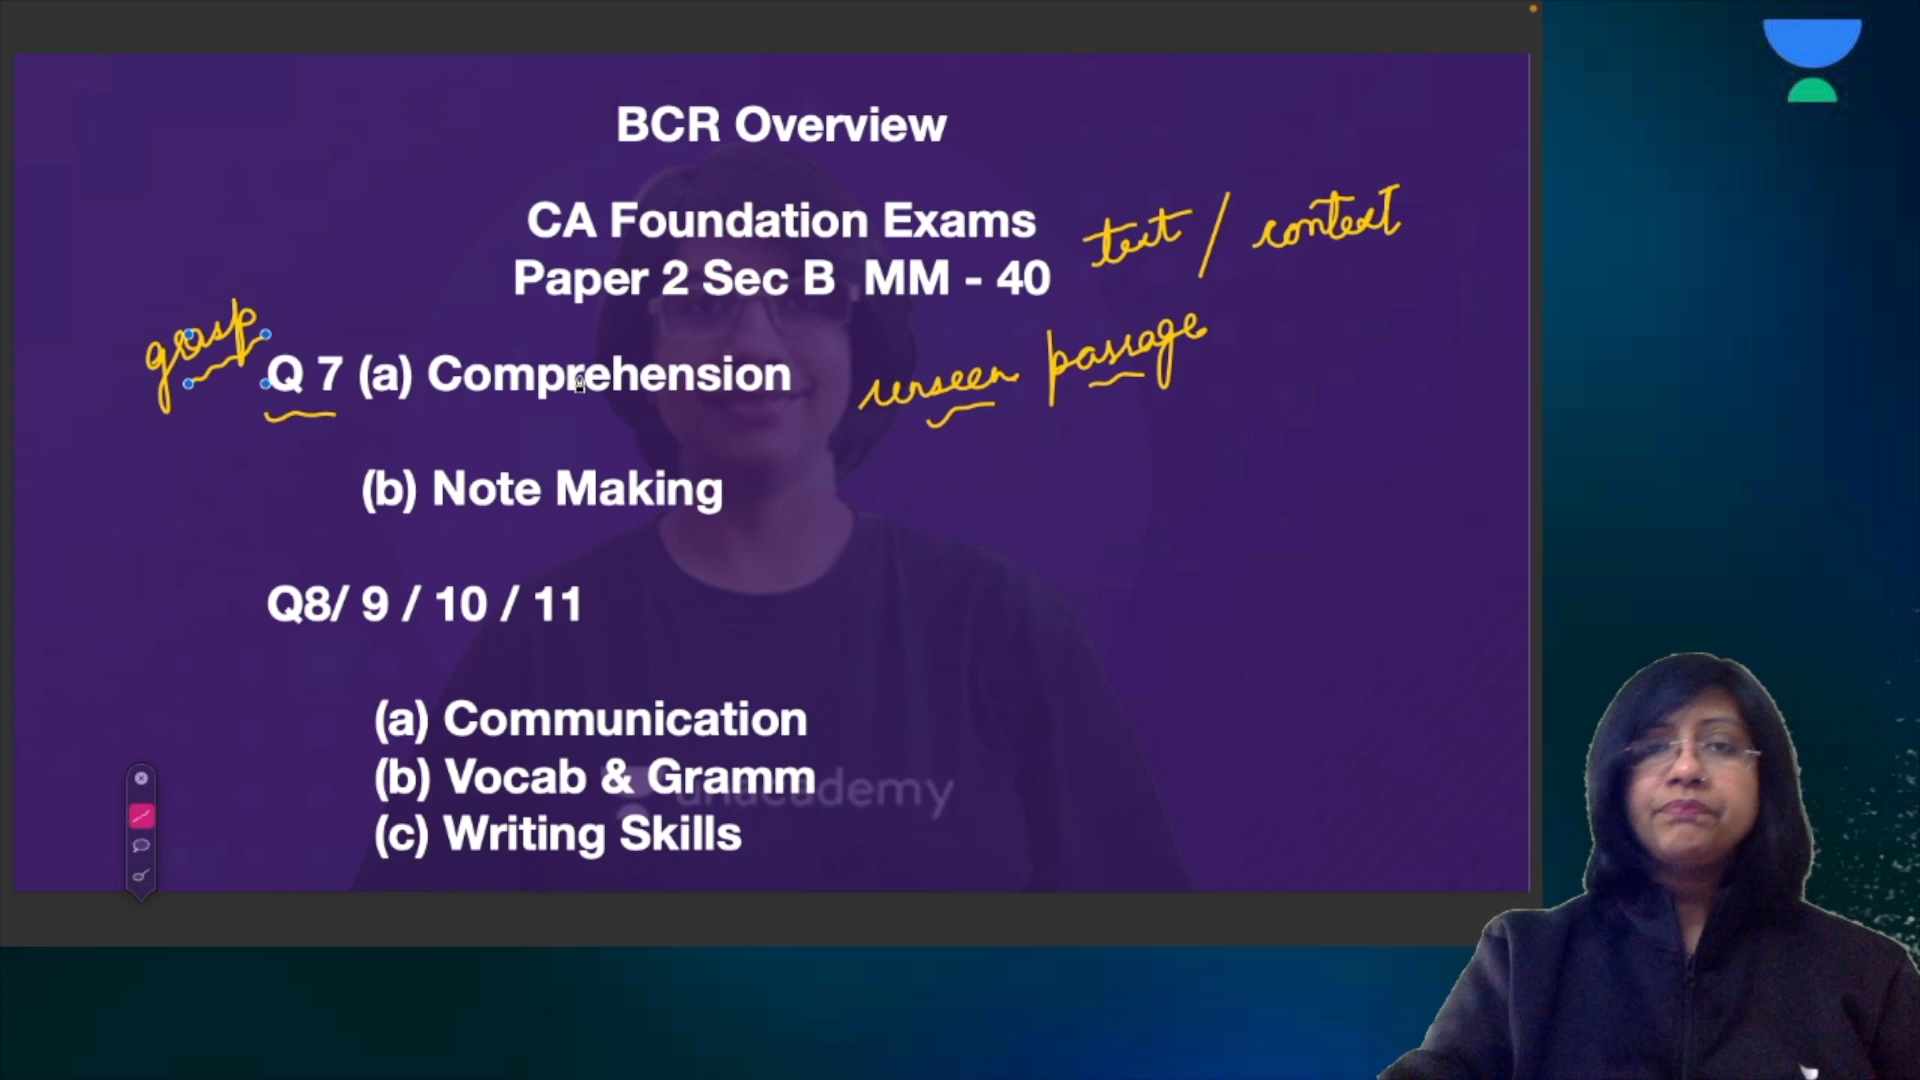 BCR Overview
CA Foundation Exams
Paper 2 Sec B MM - 40
text / context
grasp
Q 7 (a) Comprehension
unseen passage
(b) Note Making
Q8/ 9 / 10 / 11
(a) Communication
(b) Vocab & Gramm
(c) Writing Skills
unacademy